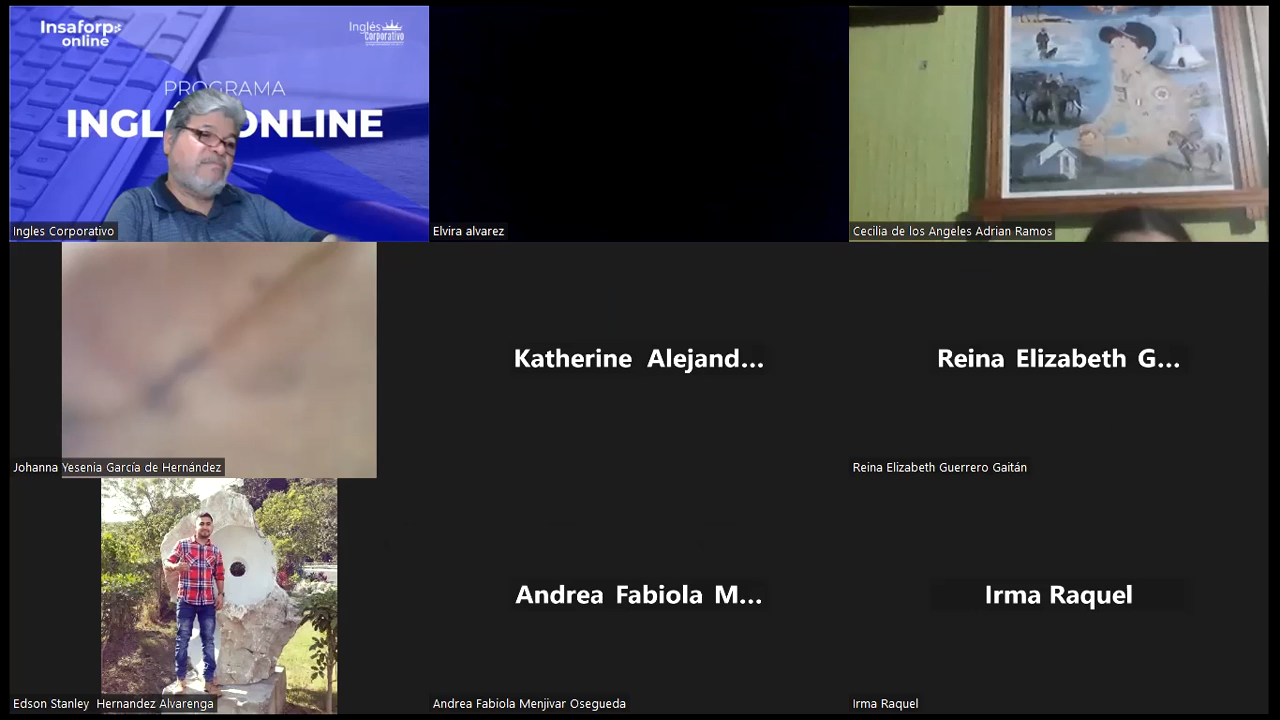 Insaforp
online
Inglés
Corporativo
PROGRAMA
INGL ONLINE
Ingles Corporativo
Elvira alvarez
Cecilia de los Angeles Adrian Ramos
Katherine Alejand...
Reina Elizabeth G...
Johanna Yesenia García de Hernández
Reina Elizabeth Guerrero Gaitán
Andrea Fabiola M...
Irma Raquel
Edson Stanley Hernandez Alvarenga
Andrea Fabiola Menjivar Osegueda
Irma Raquel